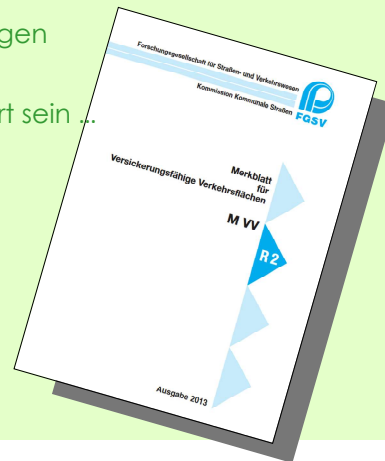 gen
rt sein ...
Forschungsgesellschaft für Straßen- und Verkehrswesen
Kommission Kommunale Straßen
FGSV
Merkblatt
für
Versickerungsfähige Verkehrsflächen
M VV
R 2
Ausgabe 2013